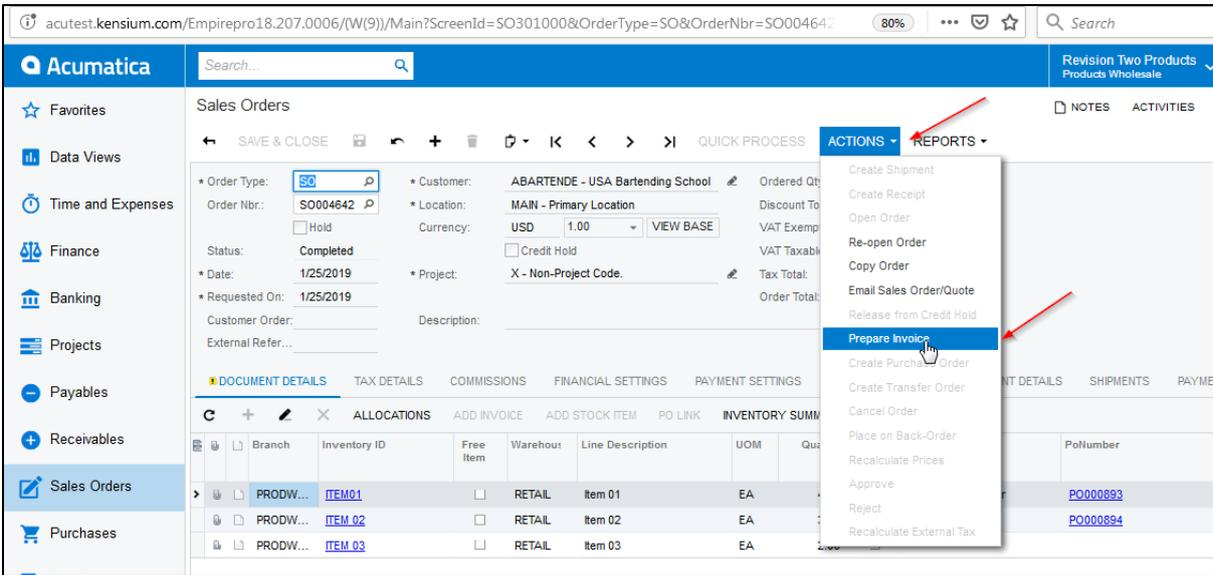 acutest.kensium.com/Empirepro18.207.0006/(W(9))/Main?ScreenId=SO301000&OrderType=SO&OrderNbr=SO004642
80%
Search
Acumatica
Search...
Revision Two Products
Products Wholesale
Favorites
Data Views
Time and Expenses
Finance
Banking
Projects
Payables
Receivables
Sales Orders
Purchases
Sales Orders
NOTES ACTIVITIES
SAVE & CLOSE QUICK PROCESS ACTIONS REPORTS
* Order Type: SO * Customer: ABARTENDE - USA Bartending School Ordered Qty
Order Nbr.: SO004642 * Location: MAIN - Primary Location Discount To
Hold Currency: USD 1.00 VIEW BASE VAT Exemp
Status: Completed Credit Hold VAT Taxabl
* Date: 1/25/2019 * Project: X - Non-Project Code. Tax Total:
* Requested On: 1/25/2019 Order Total:
Customer Order: Description:
External Refer...
Create Shipment
Create Receipt
Open Order
Re-open Order
Copy Order
Email Sales Order/Quote
Release from Credit Hold
Prepare Invoice
Create Purchase Order
Create Transfer Order
Cancel Order
Place on Back-Order
Recalculate Prices
Approve
Reject
Recalculate External Tax
DOCUMENT DETAILS TAX DETAILS COMMISSIONS FINANCIAL SETTINGS PAYMENT SETTINGS NT DETAILS SHIPMENTS PAYME
ALLOCATIONS ADD INVOICE ADD STOCK ITEM PO LINK INVENTORY SUMM
Branch Inventory ID Free Item Warehous Line Description UOM Qua PoNumber
PRODW... ITEM01 RETAIL Item 01 EA PO000893
PRODW... ITEM 02 RETAIL Item 02 EA PO000894
PRODW... ITEM 03 RETAIL Item 03 EA 2.00